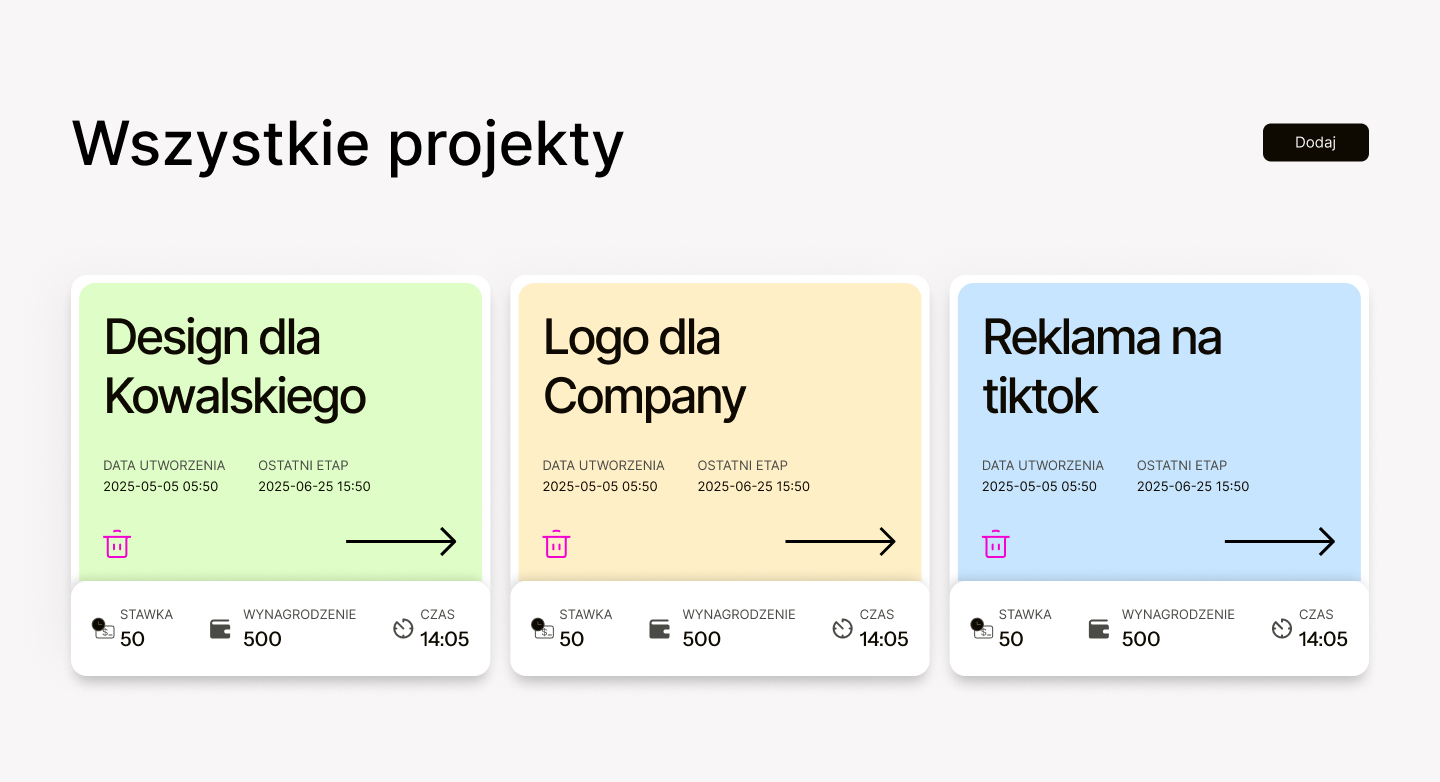 Wszystkie projekty
Dodaj
Design dla
Kowalskiego
DATA UTWORZENIA
OSTATNI ETAP
2025-05-05 05:50
2025-06-25 15:50
STAWKA
50
WYNAGRODZENIE
500
CZAS
14:05
Logo dla
Company
DATA UTWORZENIA
OSTATNI ETAP
2025-05-05 05:50
2025-06-25 15:50
STAWKA
50
WYNAGRODZENIE
500
CZAS
14:05
Reklama na
tiktok
DATA UTWORZENIA
OSTATNI ETAP
2025-05-05 05:50
2025-06-25 15:50
STAWKA
50
WYNAGRODZENIE
500
CZAS
14:05